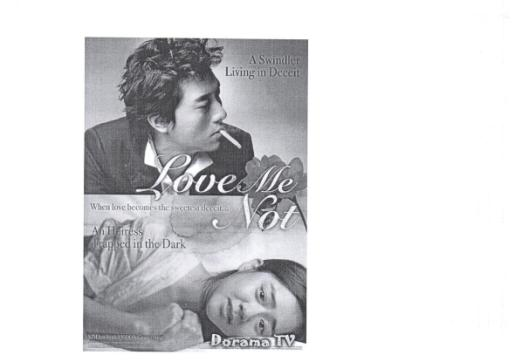 A Swindler
Living in Deceit
Love Me
Not
When love becomes the sweetest deceit...
An Heiress
Trapped in the Dark
Dorama TV